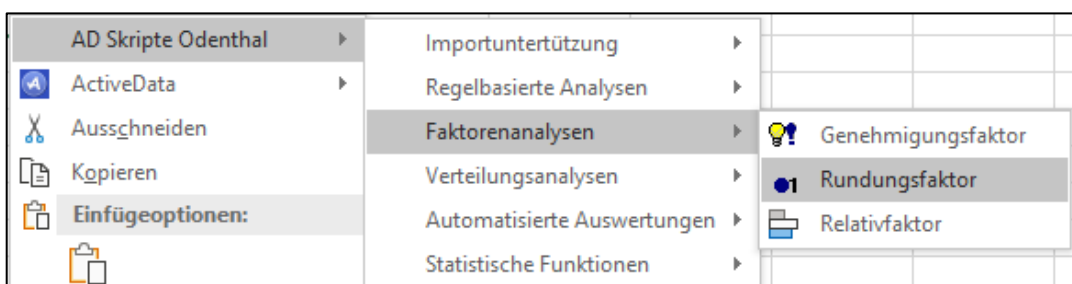 AD Skripte Odenthal
ActiveData
Ausschneiden
Kopieren
Einfügeoptionen:
Importuntertützung
Regelbasierte Analysen
Faktorenanalysen
Verteilungsanalysen
Automatisierte Auswertungen
Statistische Funktionen
Genehmigungsfaktor
Rundungsfaktor
Relativfaktor